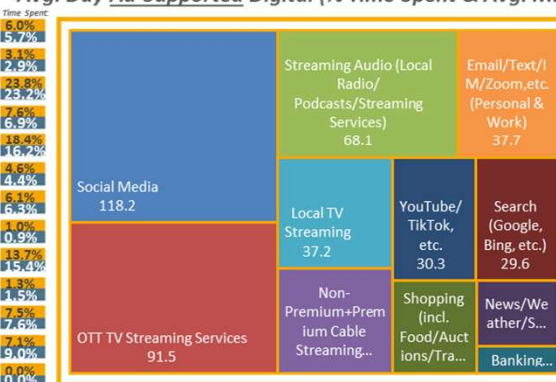 Avg. Day Ad-Supported Digital (% Time Spent & Avg.
Time Spent:
6.0%
5.7%
3.1%
2.9%
23.8%
23.2%
7.6%
6.9%
18.4%
16.2%
4.6%
4.4%
6.1%
6.3%
1.0%
0.9%
13.7%
15.4%
1.3%
1.5%
7.5%
7.6%
7.1%
9.0%
0.0%
0.0%
Social Media
118.2
OTT TV Streaming Services
91.5
Streaming Audio (Local
Radio/
Podcasts/Streaming
Services)
68.1
Email/Text/I
M/Zoom,etc.
(Personal &
Work)
37.7
Local TV
Streaming
37.2
YouTube/
TikTok,
etc.
30.3
Search
(Google,
Bing, etc.)
29.6
Non-
Premium+Prem
ium Cable
Streaming...
Shopping
(incl.
Food/Auct
ions/Tra...
News/We
ather/S...
Banking...